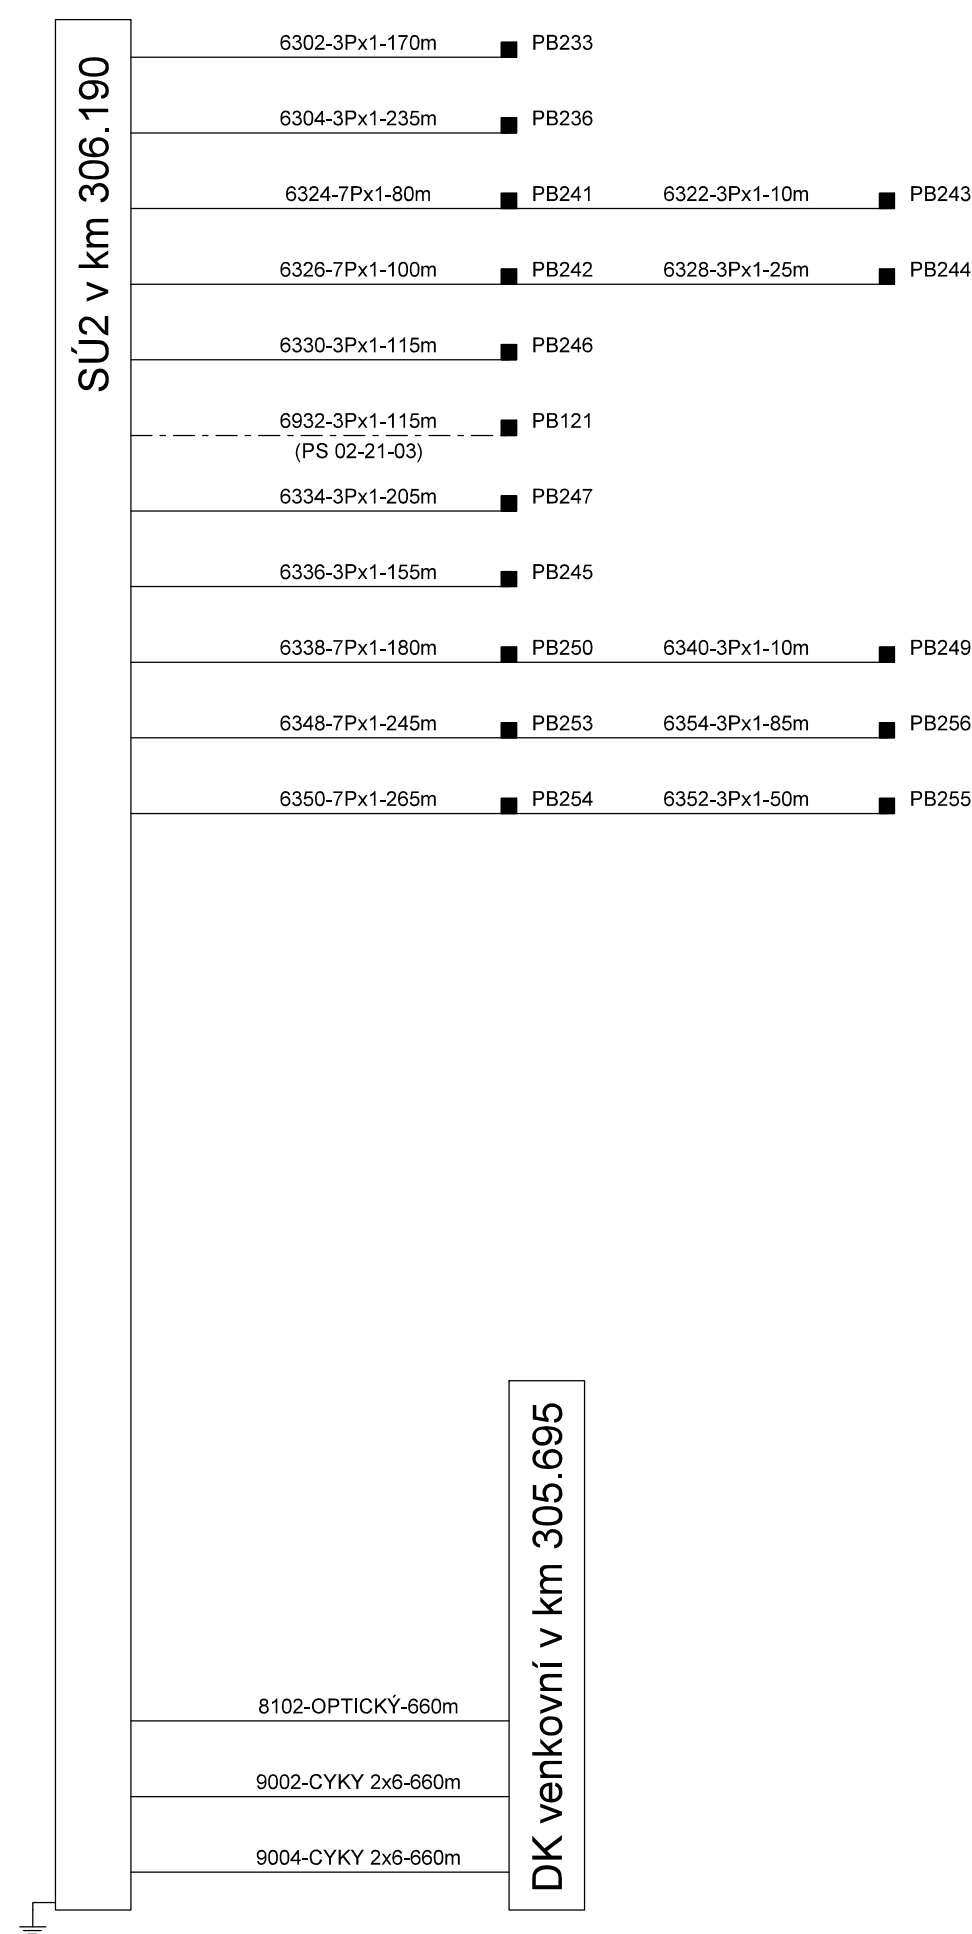 SÚ2 v km 306.190
6302-3Px1-170m PB233
6304-3Px1-235m PB236
6324-7Px1-80m PB241 6322-3Px1-10m PB243
6326-7Px1-100m PB242 6328-3Px1-25m PB244
6330-3Px1-115m PB246
6932-3Px1-115m PB121
(PS 02-21-03)
6334-3Px1-205m PB247
6336-3Px1-155m PB245
6338-7Px1-180m PB250 6340-3Px1-10m PB249
6348-7Px1-245m PB253 6354-3Px1-85m PB256
6350-7Px1-265m PB254 6352-3Px1-50m PB255
DK venkovní v km 305.695
8102-OPTICKÝ-660m
9002-CYKY 2x6-660m
9004-CYKY 2x6-660m